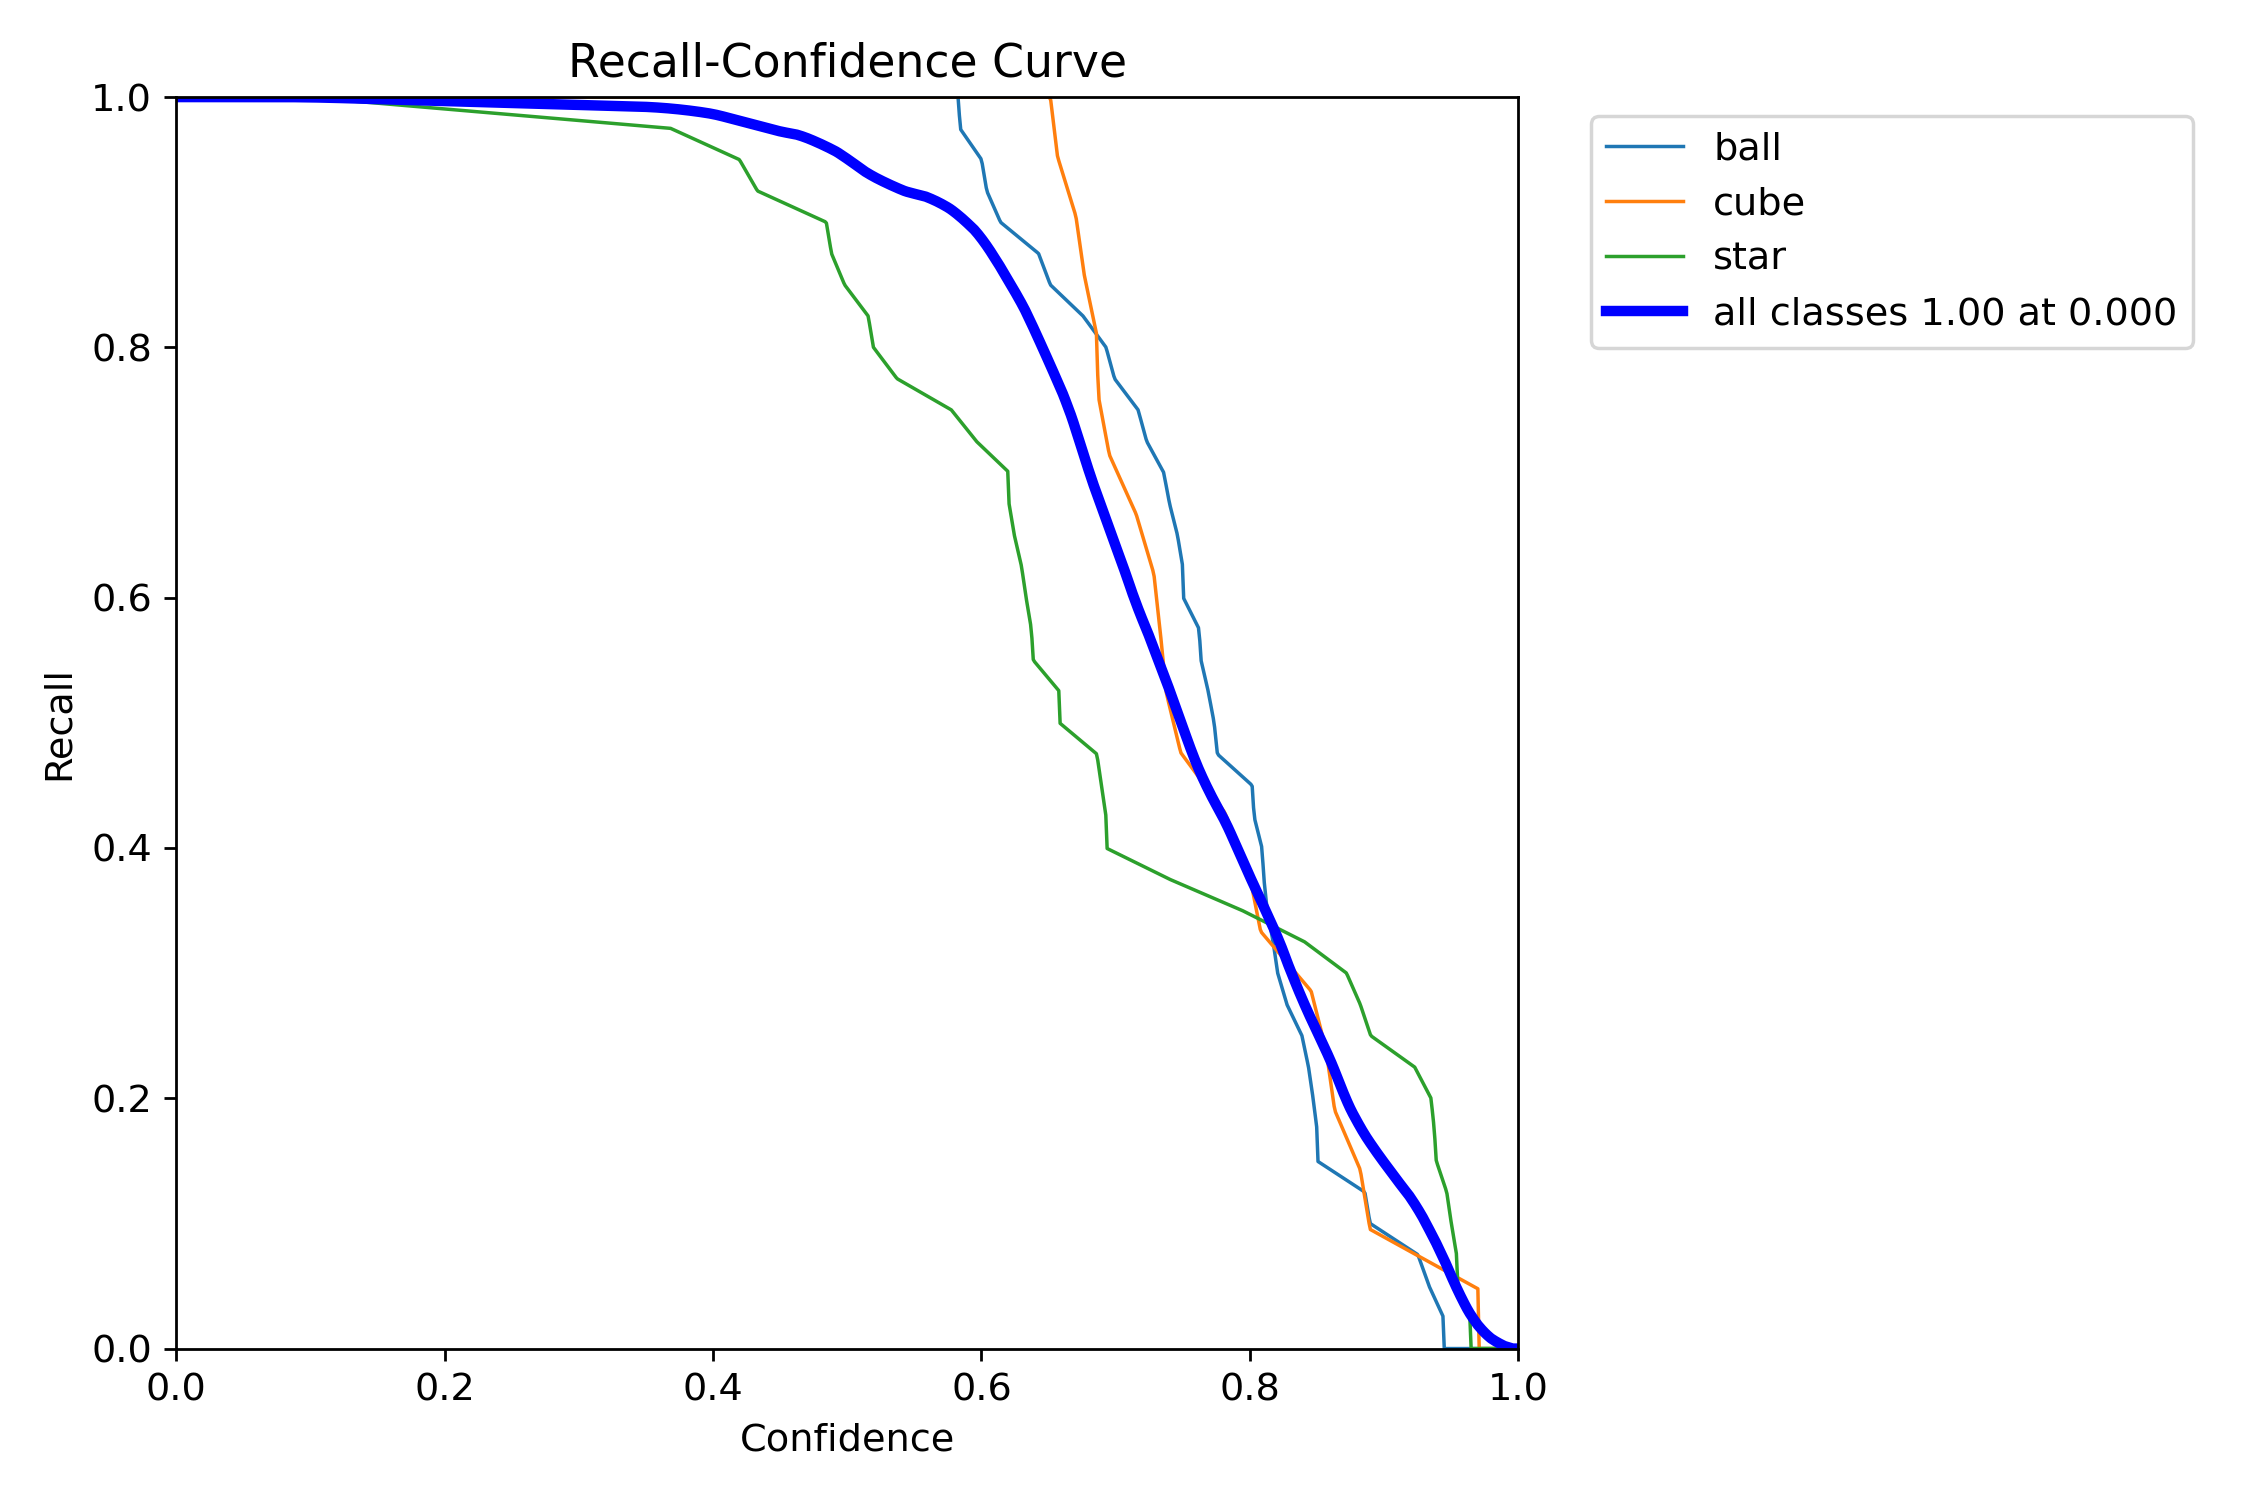 Recall-Confidence Curve
1.0
0.8
0.6
0.4
0.2
0.0
Recall
0.0 0.2 0.4 0.6 0.8 1.0
Confidence
ball
cube
star
all classes 1.00 at 0.000